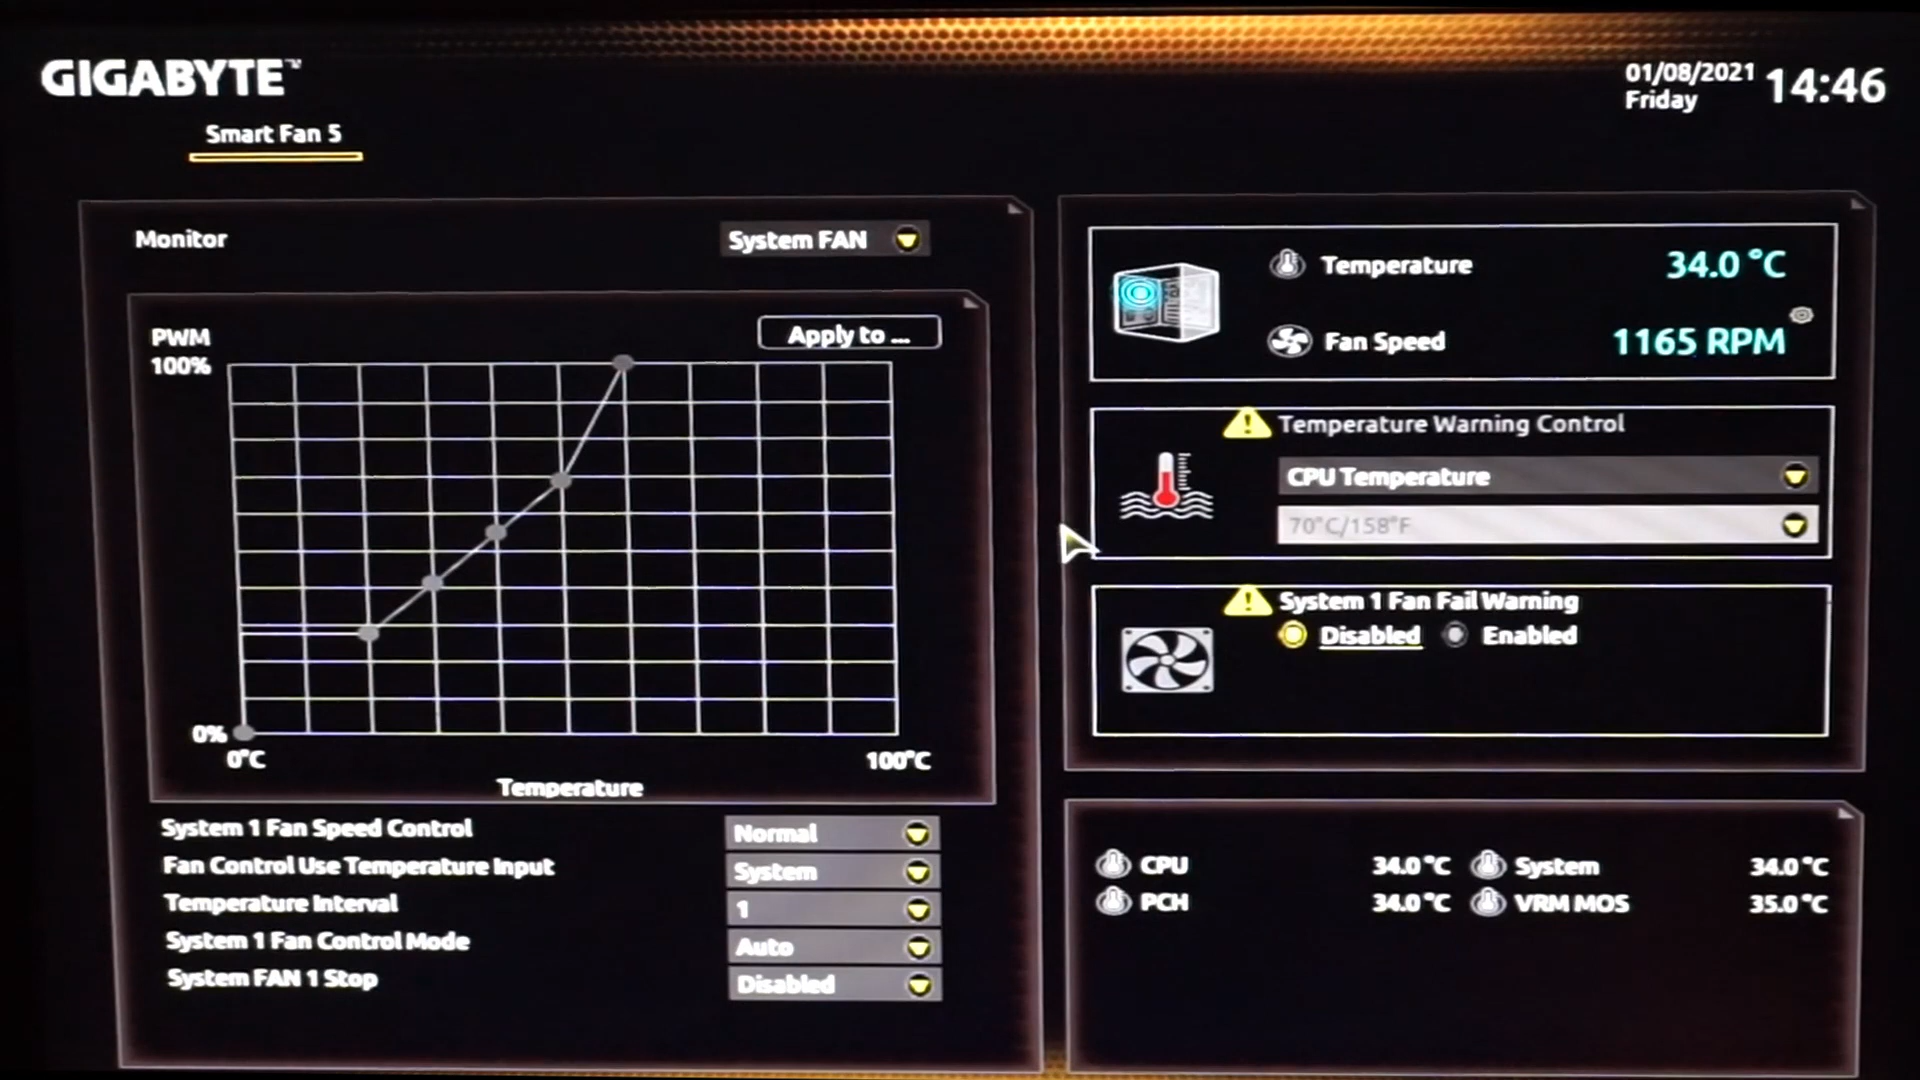 GIGABYTE™
01/08/2021
Friday
14:46
Smart Fan 5
Monitor
System FAN
PWM
100%
Apply to ...
0%
0°C
100°C
Temperature
System 1 Fan Speed Control
Normal
Fan Control Use Temperature Input
System
Temperature Interval
1
System 1 Fan Control Mode
Auto
System FAN 1 Stop
Disabled
Temperature
34.0 °C
Fan Speed
1165 RPM
Temperature Warning Control
CPU Temperature
70°C/158°F
System 1 Fan Fail Warning
Disabled
Enabled
CPU 34.0 °C System 34.0 °C
PCH 34.0 °C VRM MOS 35.0 °C